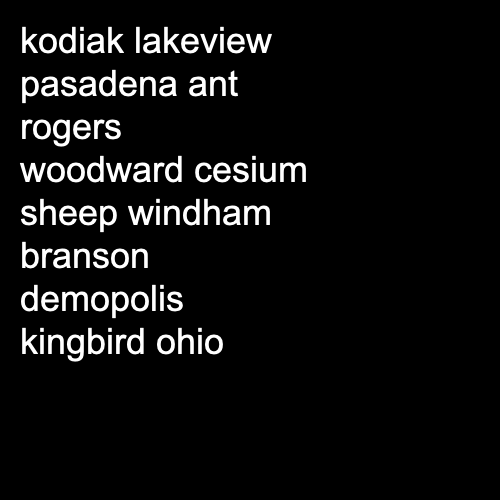 kodiak lakeview
pasadena ant
rogers
woodward cesium
sheep windham
branson
demopolis
kingbird ohio